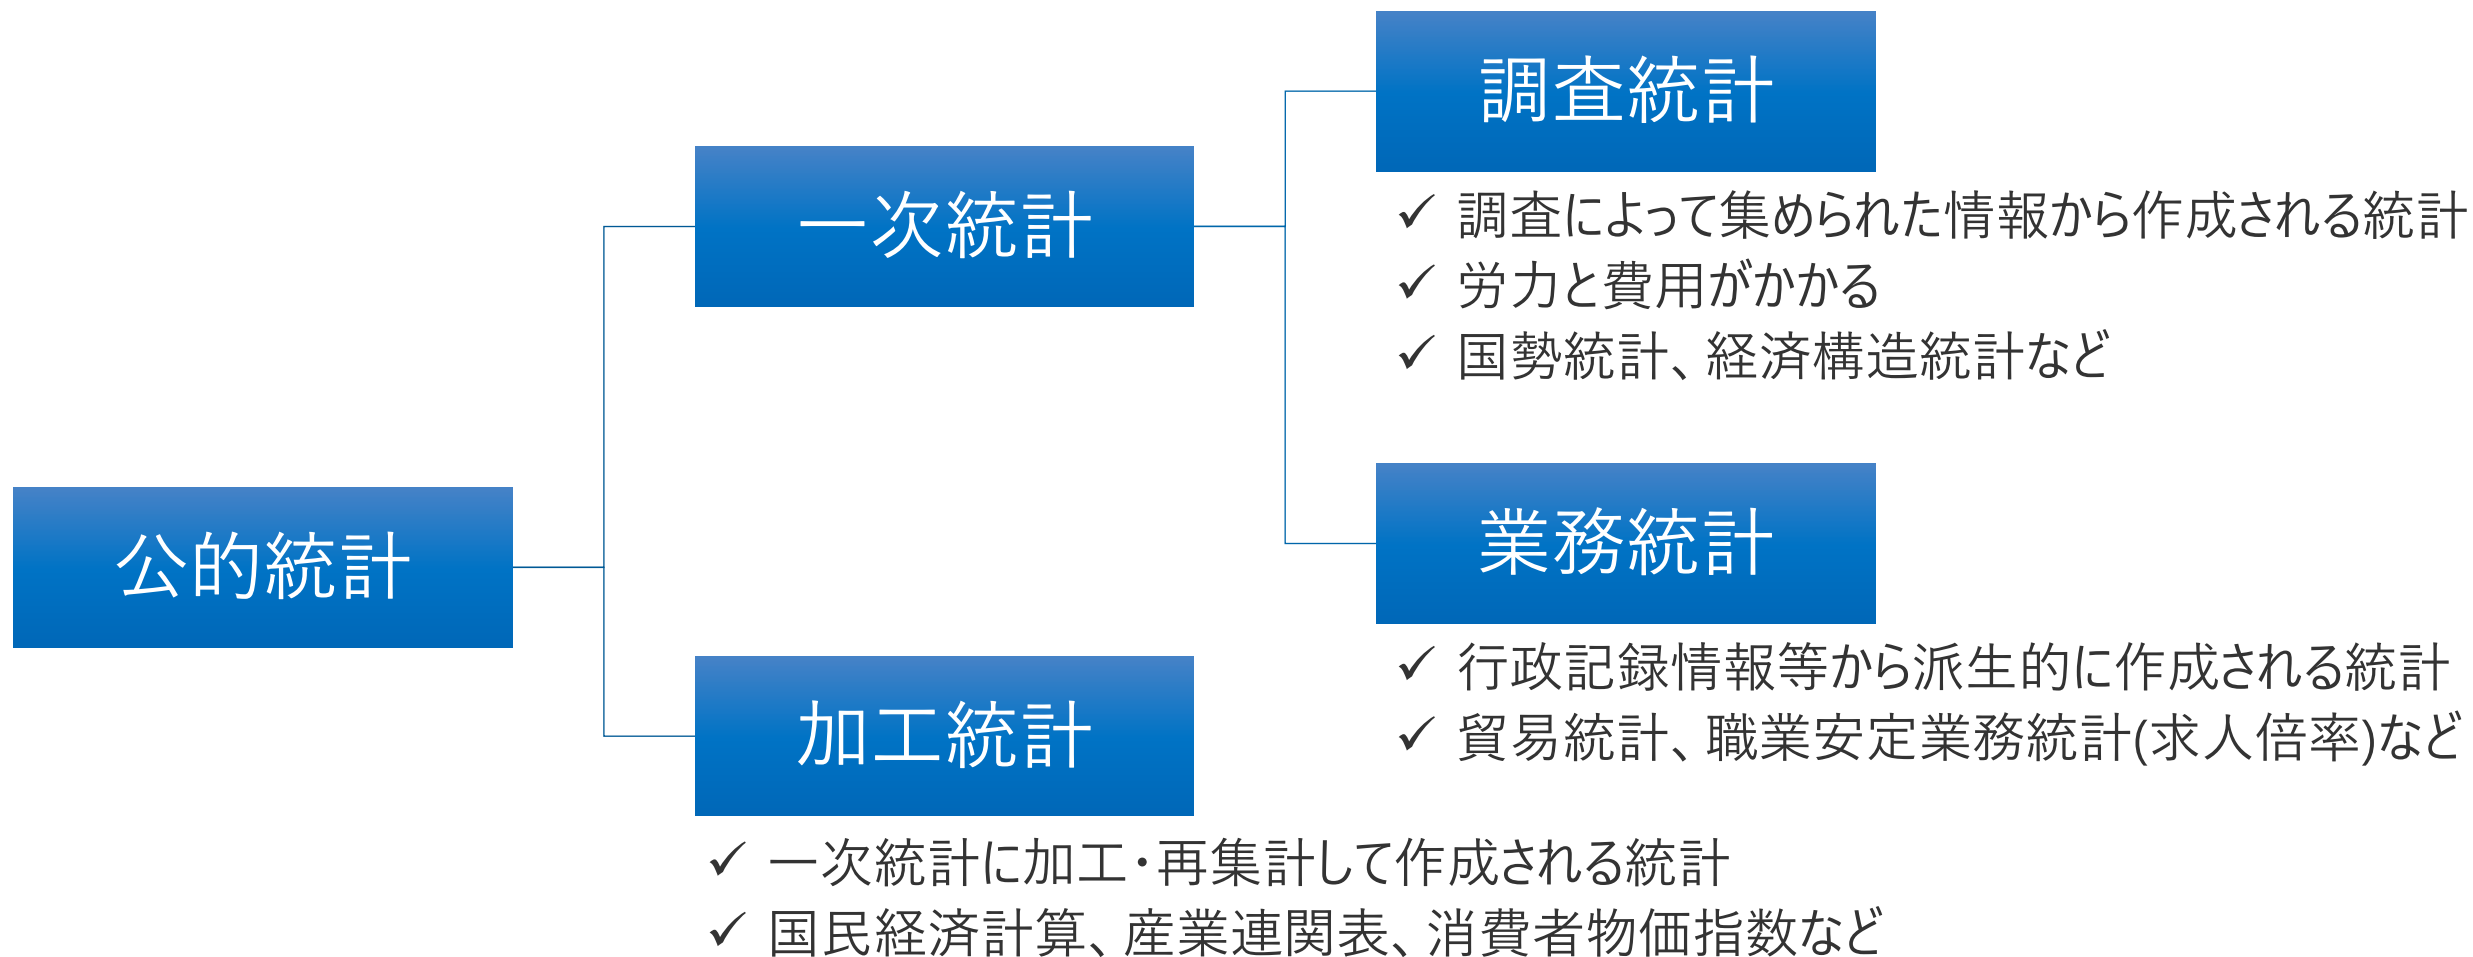 公的統計
一次統計
調査統計
✓ 調査によって集められた情報から作成される統計
✓ 労力と費用がかかる
✓ 国勢統計、経済構造統計など
業務統計
✓ 行政記録情報等から派生的に作成される統計
✓ 貿易統計、職業安定業務統計(求人倍率)など
加工統計
✓ 一次統計に加工・再集計して作成される統計
✓ 国民経済計算、産業連関表、消費者物価指数など